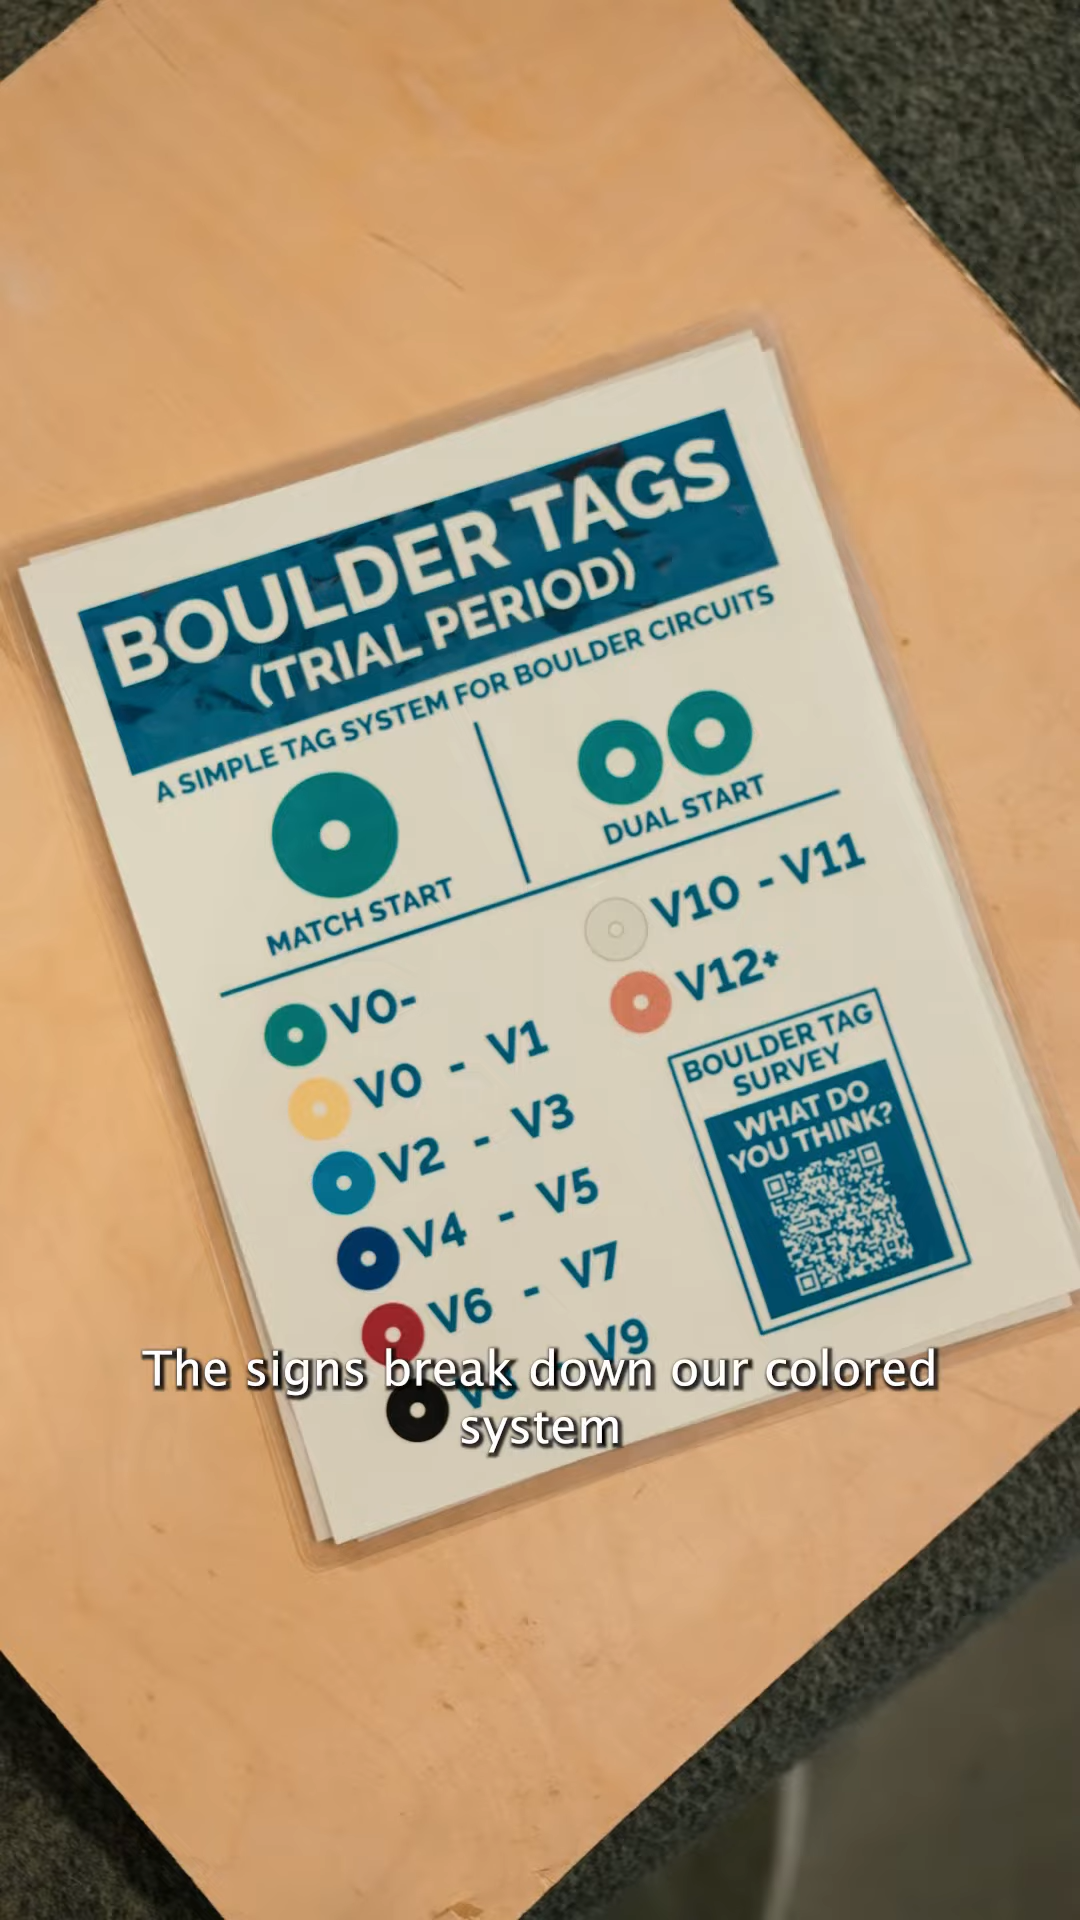 BOULDER TAGS
(TRIAL PERIOD)
A SIMPLE TAG SYSTEM FOR BOULDER CIRCUITS
MATCH START
DUAL START
V0-
V0 - V1
V2 - V3
V4 - V5
V6 - V7
V8 - V9
V10 - V11
V12+
BOULDER TAG
SURVEY
WHAT DO
YOU THINK?
The signs break down our colored
system